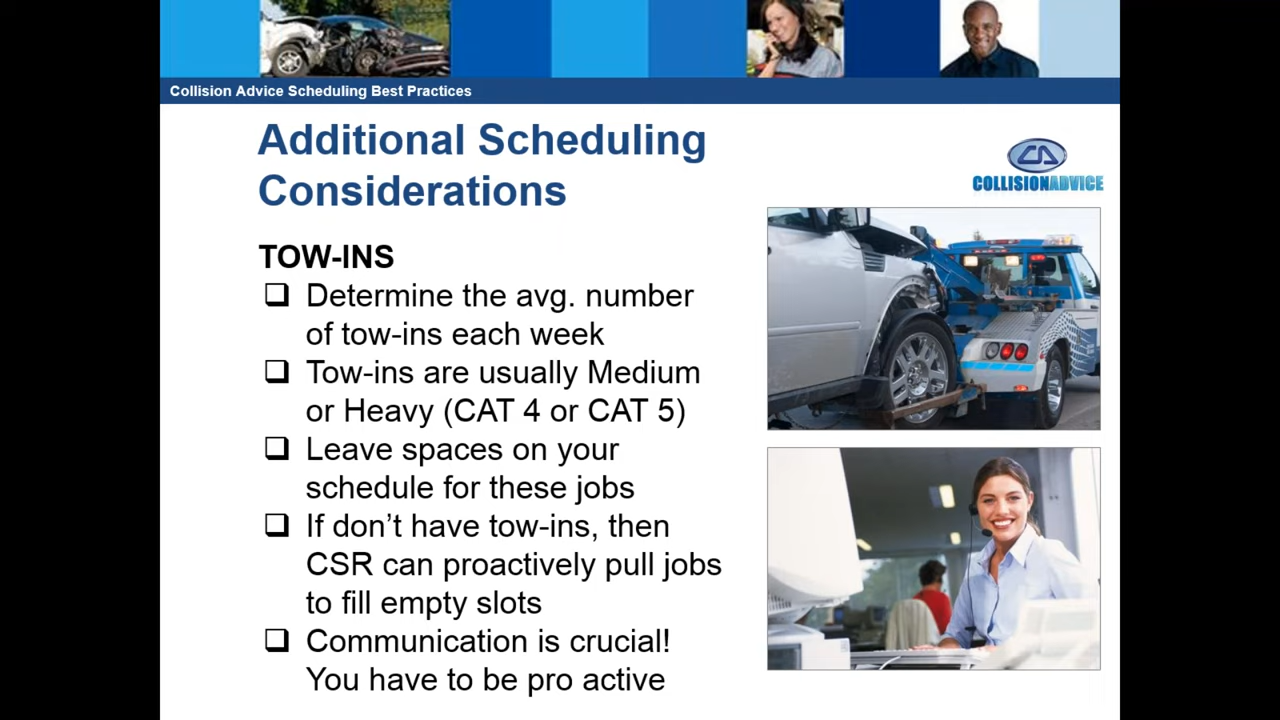 Collision Advice Scheduling Best Practices
Additional Scheduling
Considerations
COLLISIONADVICE
TOW-INS
❑ Determine the avg. number
of tow-ins each week
❑ Tow-ins are usually Medium
or Heavy (CAT 4 or CAT 5)
❑ Leave spaces on your
schedule for these jobs
❑ If don’t have tow-ins, then
CSR can proactively pull jobs
to fill empty slots
❑ Communication is crucial!
You have to be pro active